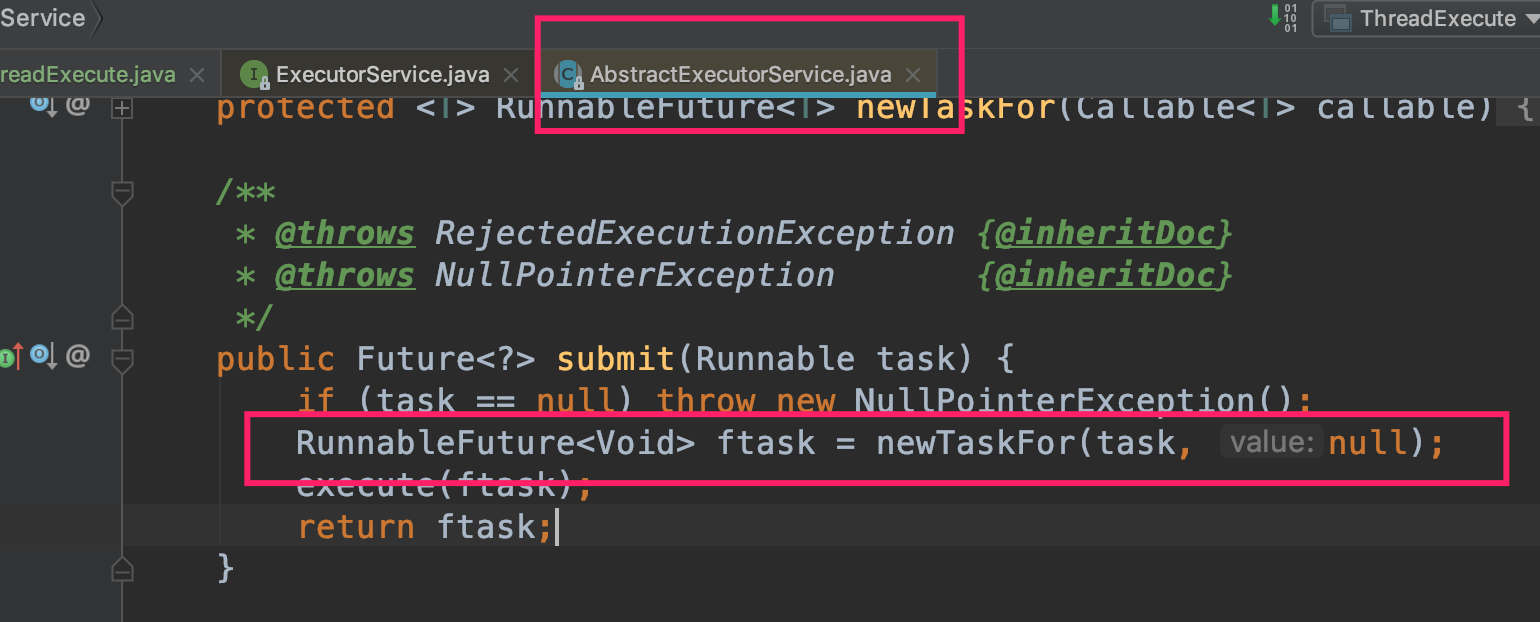 Service
ThreadExecute
readExecute.java
ExecutorService.java
AbstractExecutorService.java
protected <T> RunnableFuture<T> newTaskFor(Callable<T> callable) {
/**
* @throws RejectedExecutionException {@inheritDoc}
* @throws NullPointerException {@inheritDoc}
*/
public Future<?> submit(Runnable task) {
if (task == null) throw new NullPointerException();
RunnableFuture<Void> ftask = newTaskFor(task, value: null);
execute(ftask);
return ftask;
}